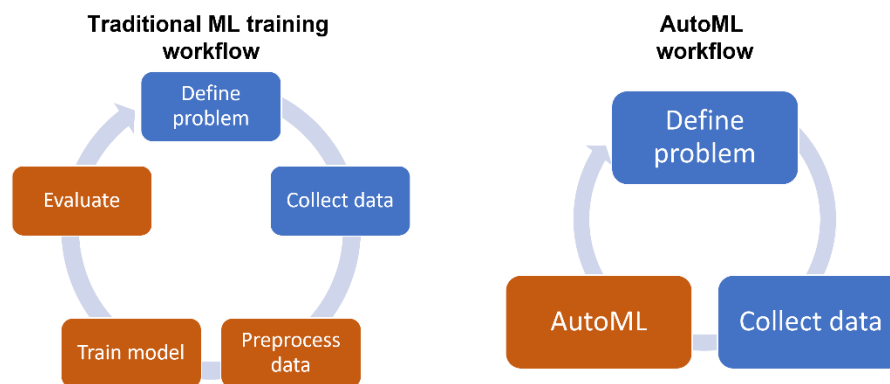 Traditional ML training
workflow
Define
problem
Collect data
Preprocess
data
Train model
Evaluate
AutoML
workflow
Define
problem
Collect data
AutoML